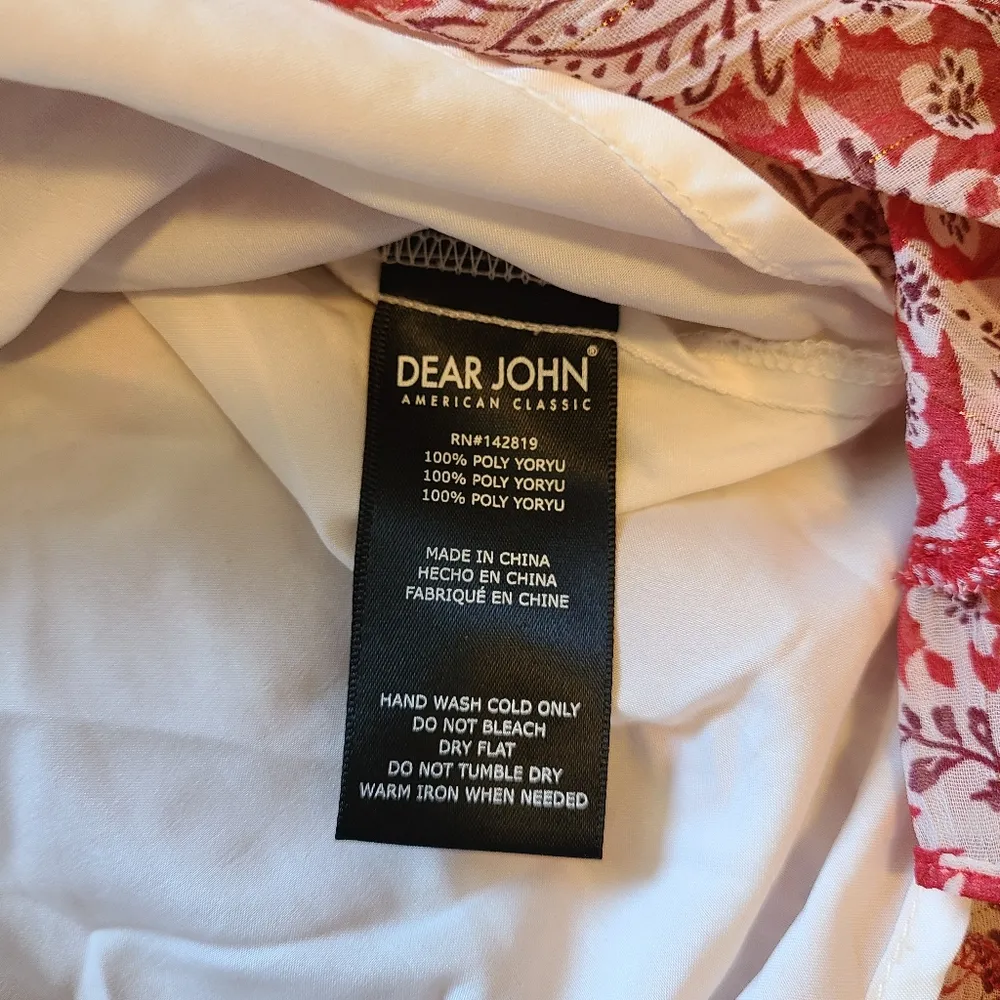 DEAR JOHN®
AMERICAN CLASSIC
RN#142819
100% POLY YORYU
100% POLY YORYU
100% POLY YORYU
MADE IN CHINA
HECHO EN CHINA
FABRIQUÉ EN CHINE
HAND WASH COLD ONLY
DO NOT BLEACH
DRY FLAT
DO NOT TUMBLE DRY
WARM IRON WHEN NEEDED